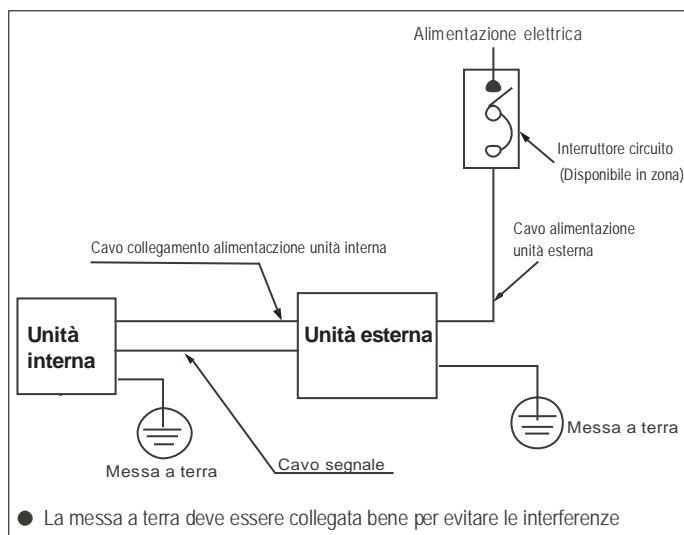 Alimentazione elettrica
Interruttore circuito
(Disponibile in zona)
Cavo collegamento alimentaczione unità interna
Cavo alimentazione
unità esterna
Unità
interna
Unità esterna
Messa a terra
Cavo segnale
Messa a terra
● La messa a terra deve essere collegata bene per evitare le interferenze